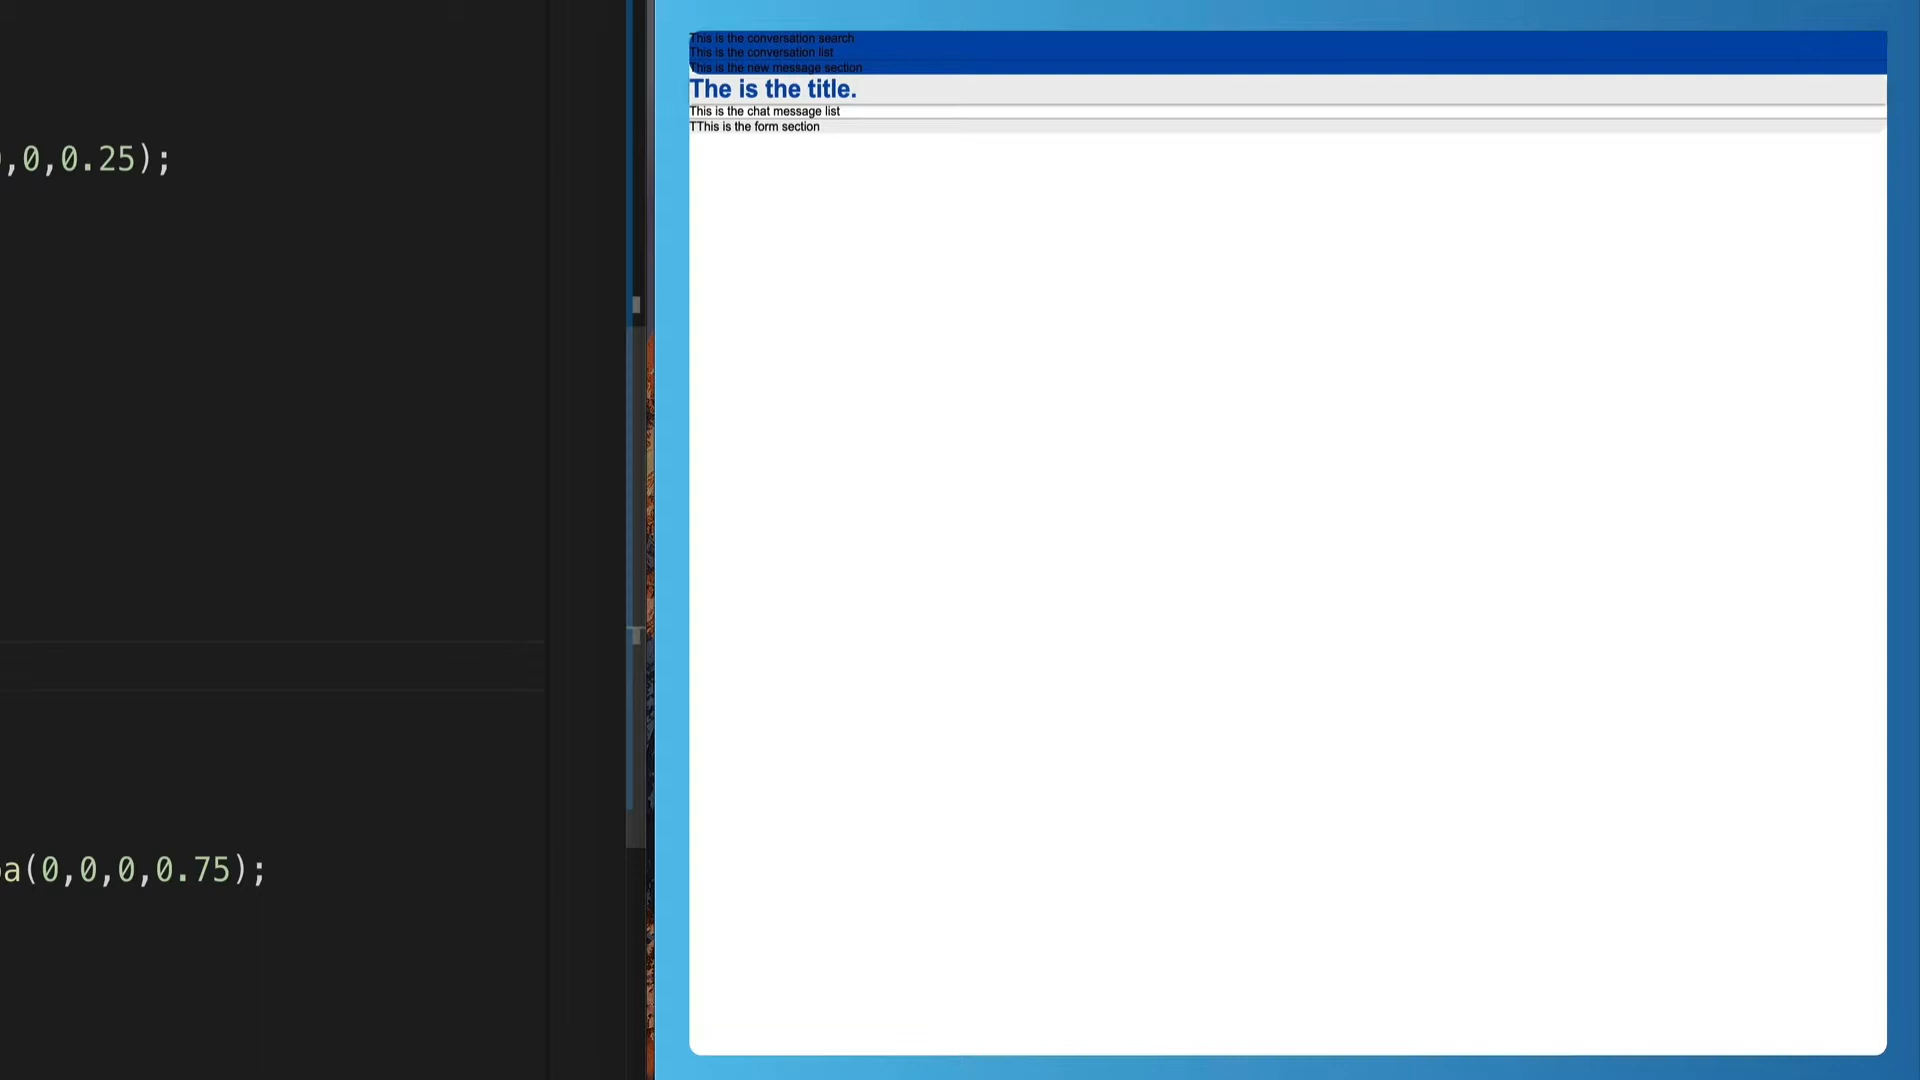 ,0,0.25);
a(0,0,0,0.75);
This is the conversation search
This is the conversation list
This is the new message section
The is the title.
This is the chat message list
TThis is the form section